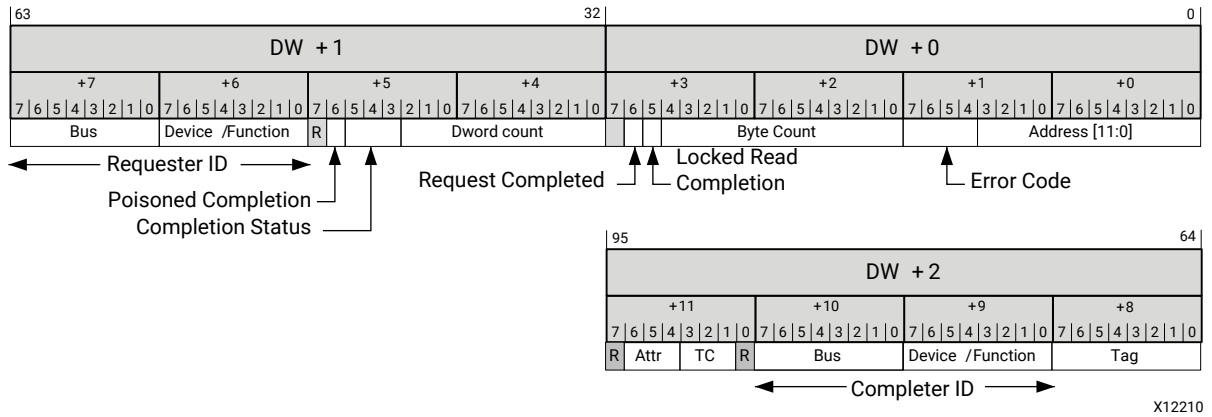 63 32 0
DW + 1 DW + 0
+7 +6 +5 +4 +3 +2 +1 +0
7 6 5 4 3 2 1 0 7 6 5 4 3 2 1 0 7 6 5 4 3 2 1 0 7 6 5 4 3 2 1 0 7 6 5 4 3 2 1 0 7 6 5 4 3 2 1 0 7 6 5 4 3 2 1 0 7 6 5 4 3 2 1 0
Bus Device /Function R Dword count Byte Count Address [11:0]
Requester ID
Poisoned Completion
Completion Status
Request Completed
Locked Read
Completion
Error Code
95 64
DW + 2
+11 +10 +9 +8
7 6 5 4 3 2 1 0 7 6 5 4 3 2 1 0 7 6 5 4 3 2 1 0 7 6 5 4 3 2 1 0
R Attr TC R Bus Device /Function Tag
Completer ID
X12210